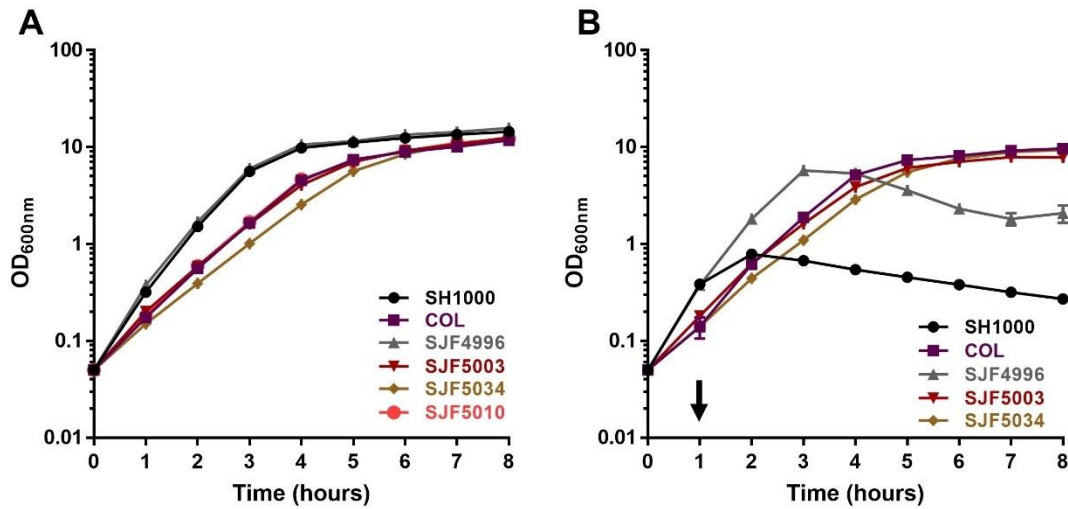 A
100
10
1
0.1
0.01
OD600nm
0 1 2 3 4 5 6 7 8
Time (hours)
SH1000
COL
SJF4996
SJF5003
SJF5034
SJF5010
B
100
10
1
0.1
0.01
OD600nm
0 1 2 3 4 5 6 7 8
Time (hours)
SH1000
COL
SJF4996
SJF5003
SJF5034